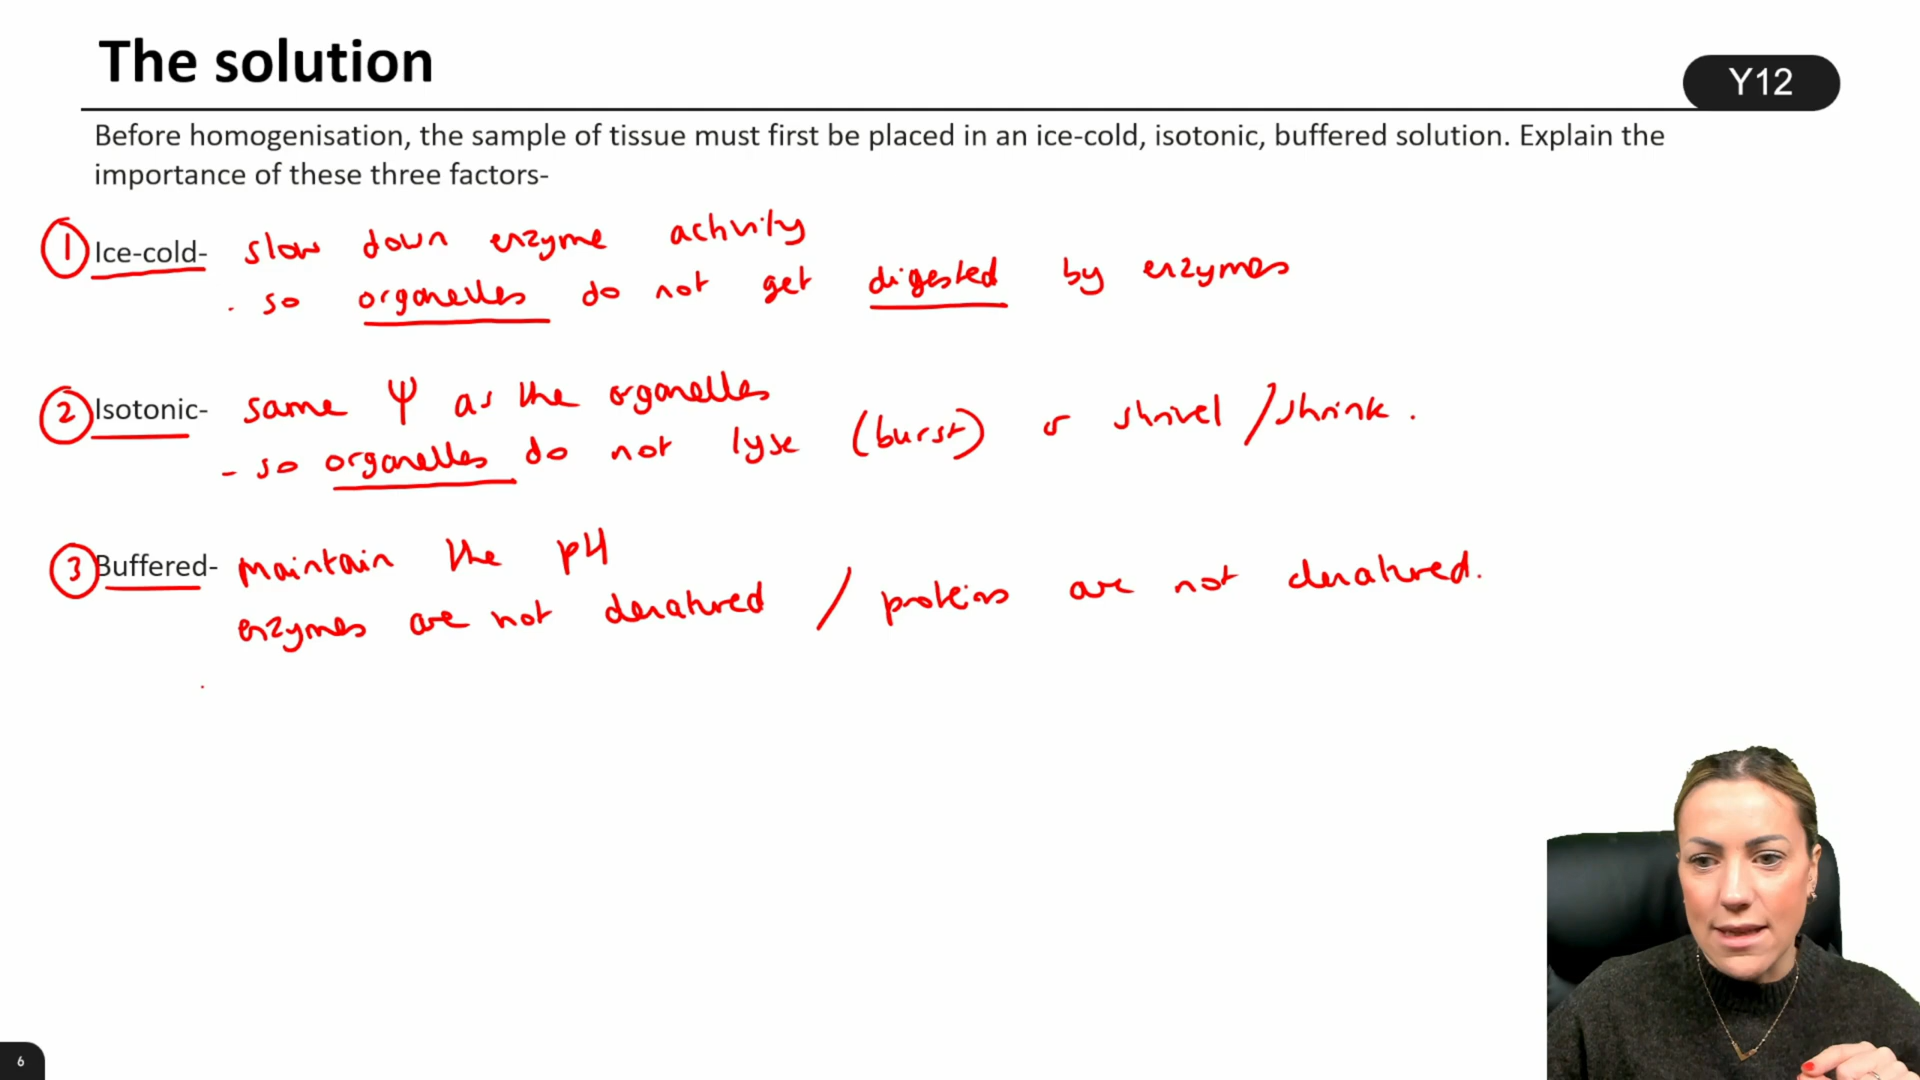 The solution
Y12
Before homogenisation, the sample of tissue must first be placed in an ice-cold, isotonic, buffered solution. Explain the
importance of these three factors-
① Ice-cold- slow down enzyme activity
. so organelles do not get digested by enzymes
② Isotonic- same Ψ as the organelles
- so organelles do not lyse (burst) or shrivel / shrink.
③ Buffered- maintain the pH
enzymes are not denatured / proteins are not denatured.
6